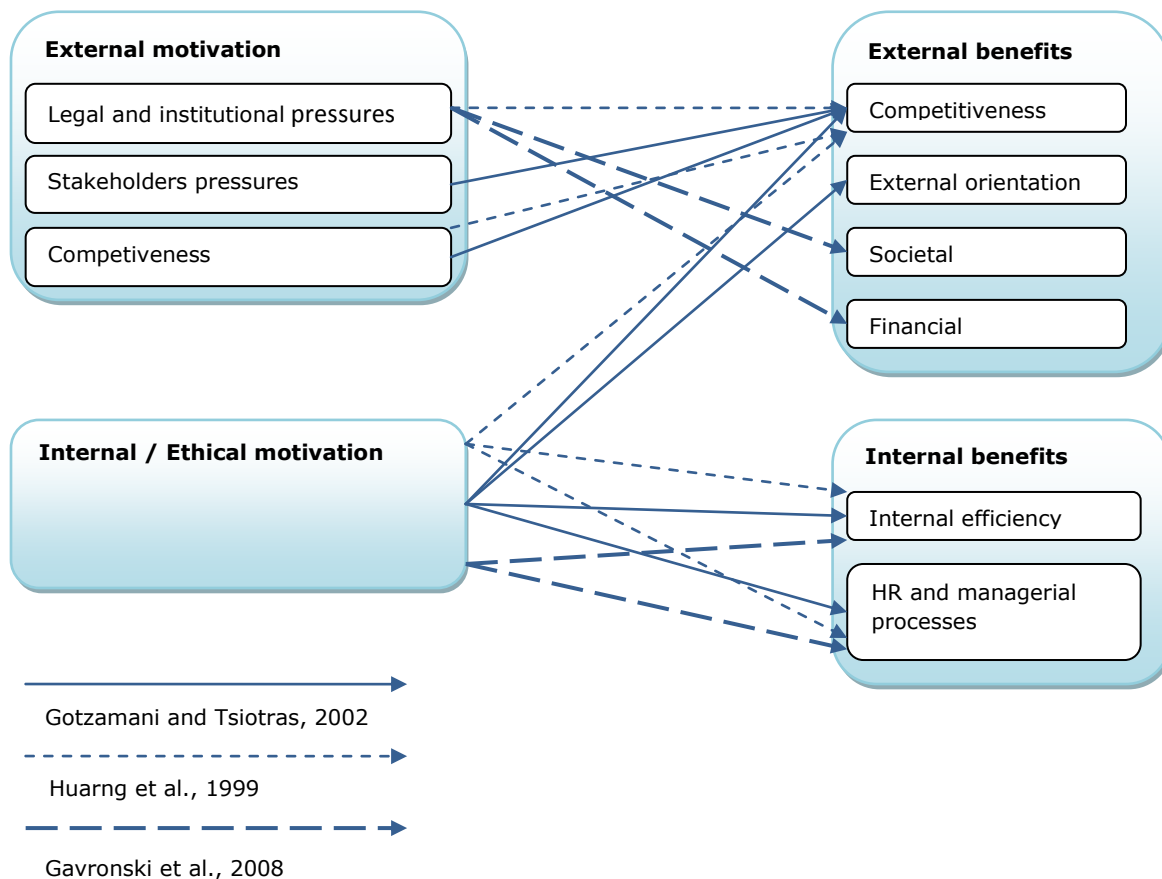 External motivation
Legal and institutional pressures
Stakeholders pressures
Competiveness
External benefits
Competitiveness
External orientation
Societal
Financial
Internal / Ethical motivation
Internal benefits
Internal efficiency
HR and managerial
processes
Gotzamani and Tsiotras, 2002
Huarng et al., 1999
Gavronski et al., 2008